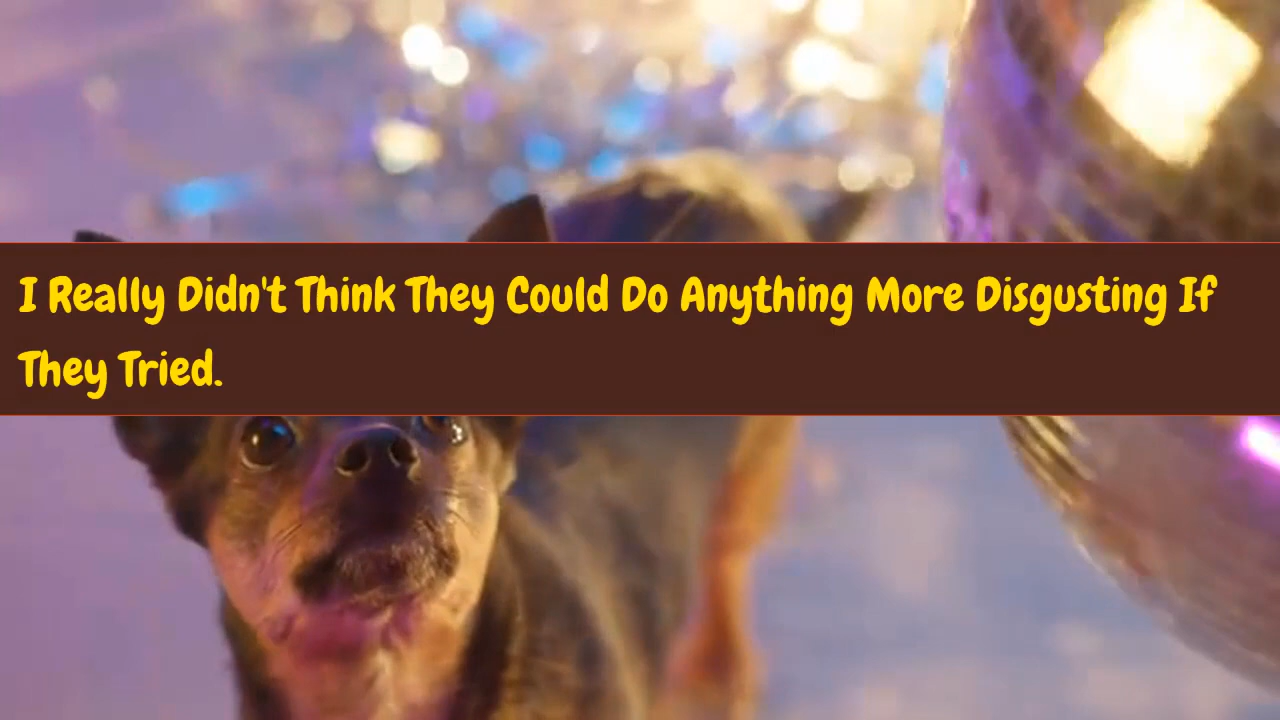 I Really Didn't Think They Could Do Anything More Disgusting If
They Tried.